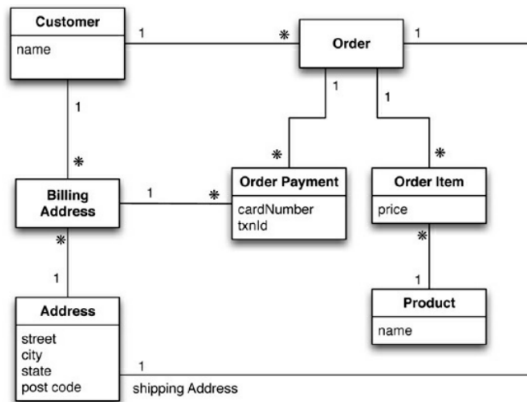 Customer
name
1
*
Order
1
1
*
1
*
1
*
Billing
Address
1
*
Order Payment
cardNumber
txnId
Order Item
price
*
1
*
1
Address
street
city
state
post code
Product
name
1
shipping Address